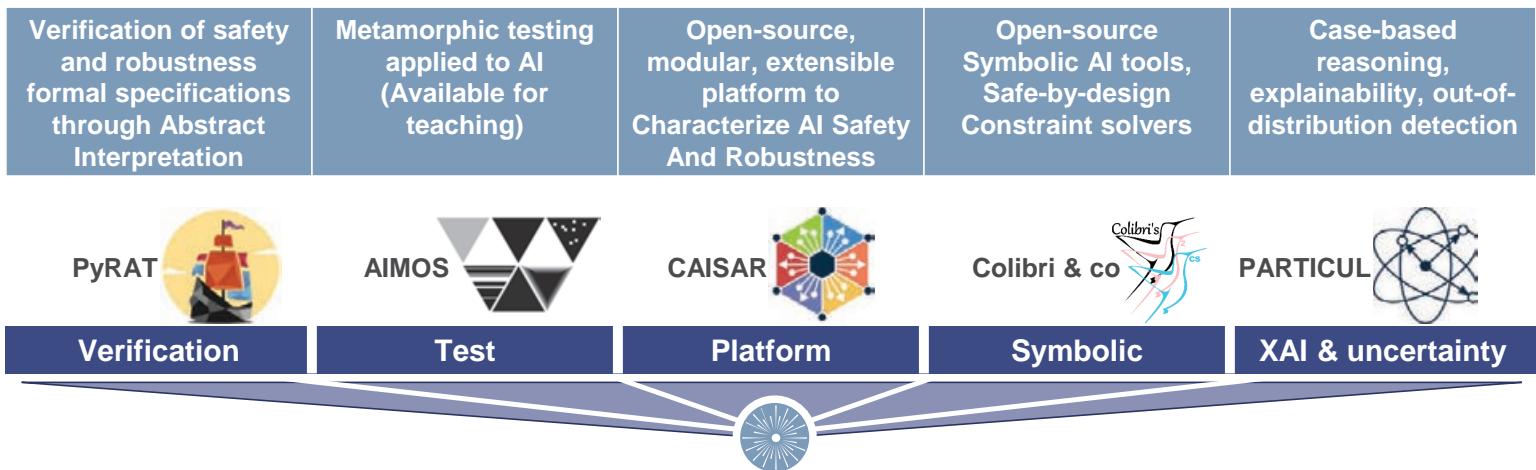 Verification of safety
and robustness
formal specifications
through Abstract
Interpretation
Metamorphic testing
applied to AI
(Available for
teaching)
Open-source,
modular, extensible
platform to
Characterize AI Safety
And Robustness
Open-source
Symbolic AI tools,
Safe-by-design
Constraint solvers
Case-based
reasoning,
explainability, out-of-
distribution detection
PyRAT
AIMOS
CAISAR
Colibri & co
Colibri's
2
CS
PARTICUL
Verification
Test
Platform
Symbolic
XAI & uncertainty